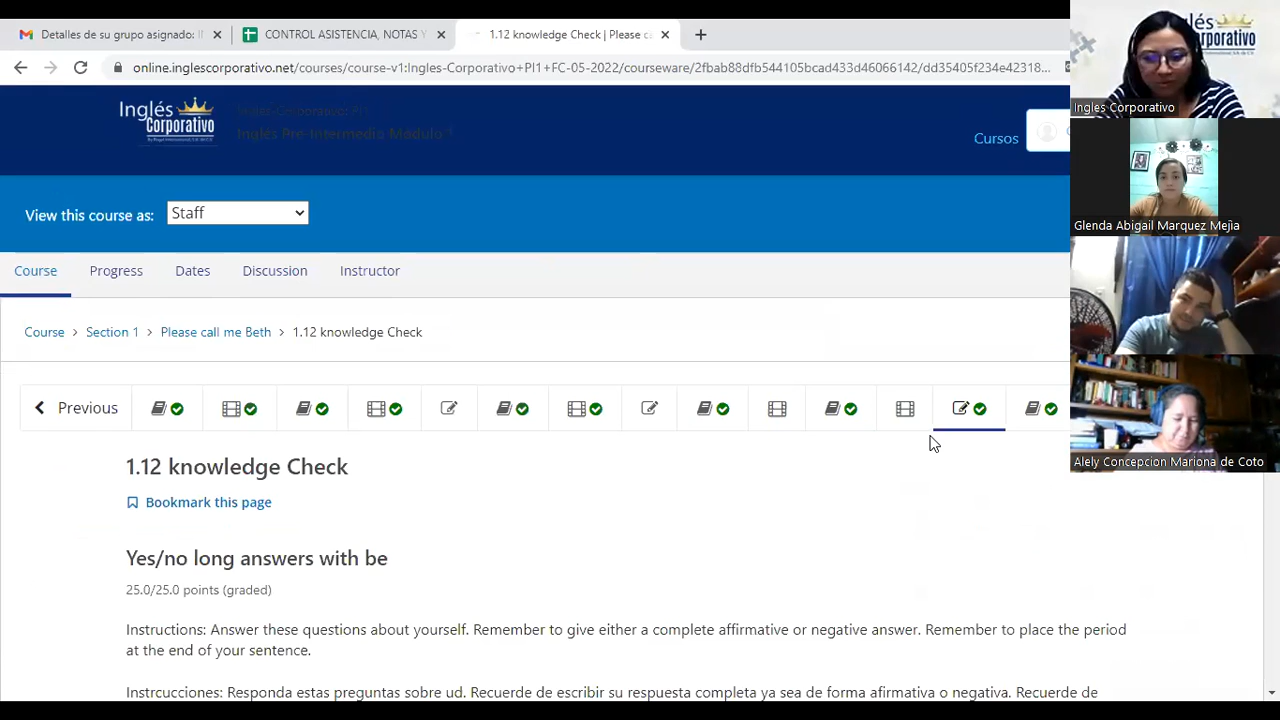 Detalles de su grupo asignado: I
CONTROL ASISTENCIA, NOTAS Y
1.12 knowledge Check | Please ca
online.inglescorporativo.net/courses/course-v1:Ingles-Corporativo+PI1+FC-05-2022/courseware/2fbab88dfb544105bcad433d46066142/dd35405f234e42318...
Inglés
Corporativo
Inglés Pre-Intermedio Módulo 1
Cursos
View this course as:
Staff
Course
Progress
Dates
Discussion
Instructor
Course > Section 1 > Please call me Beth > 1.12 knowledge Check
Previous
1.12 knowledge Check
Bookmark this page
Yes/no long answers with be
25.0/25.0 points (graded)
Instructions: Answer these questions about yourself. Remember to give either a complete affirmative or negative answer. Remember to place the period
at the end of your sentence.
Instrcucciones: Responda estas preguntas sobre ud. Recuerde de escribir su respuesta completa ya sea de forma afirmativa o negativa. Recuerde de
Ingles Corporativo
Glenda Abigail Marquez Mejia
Alely Concepcion Mariona de Coto